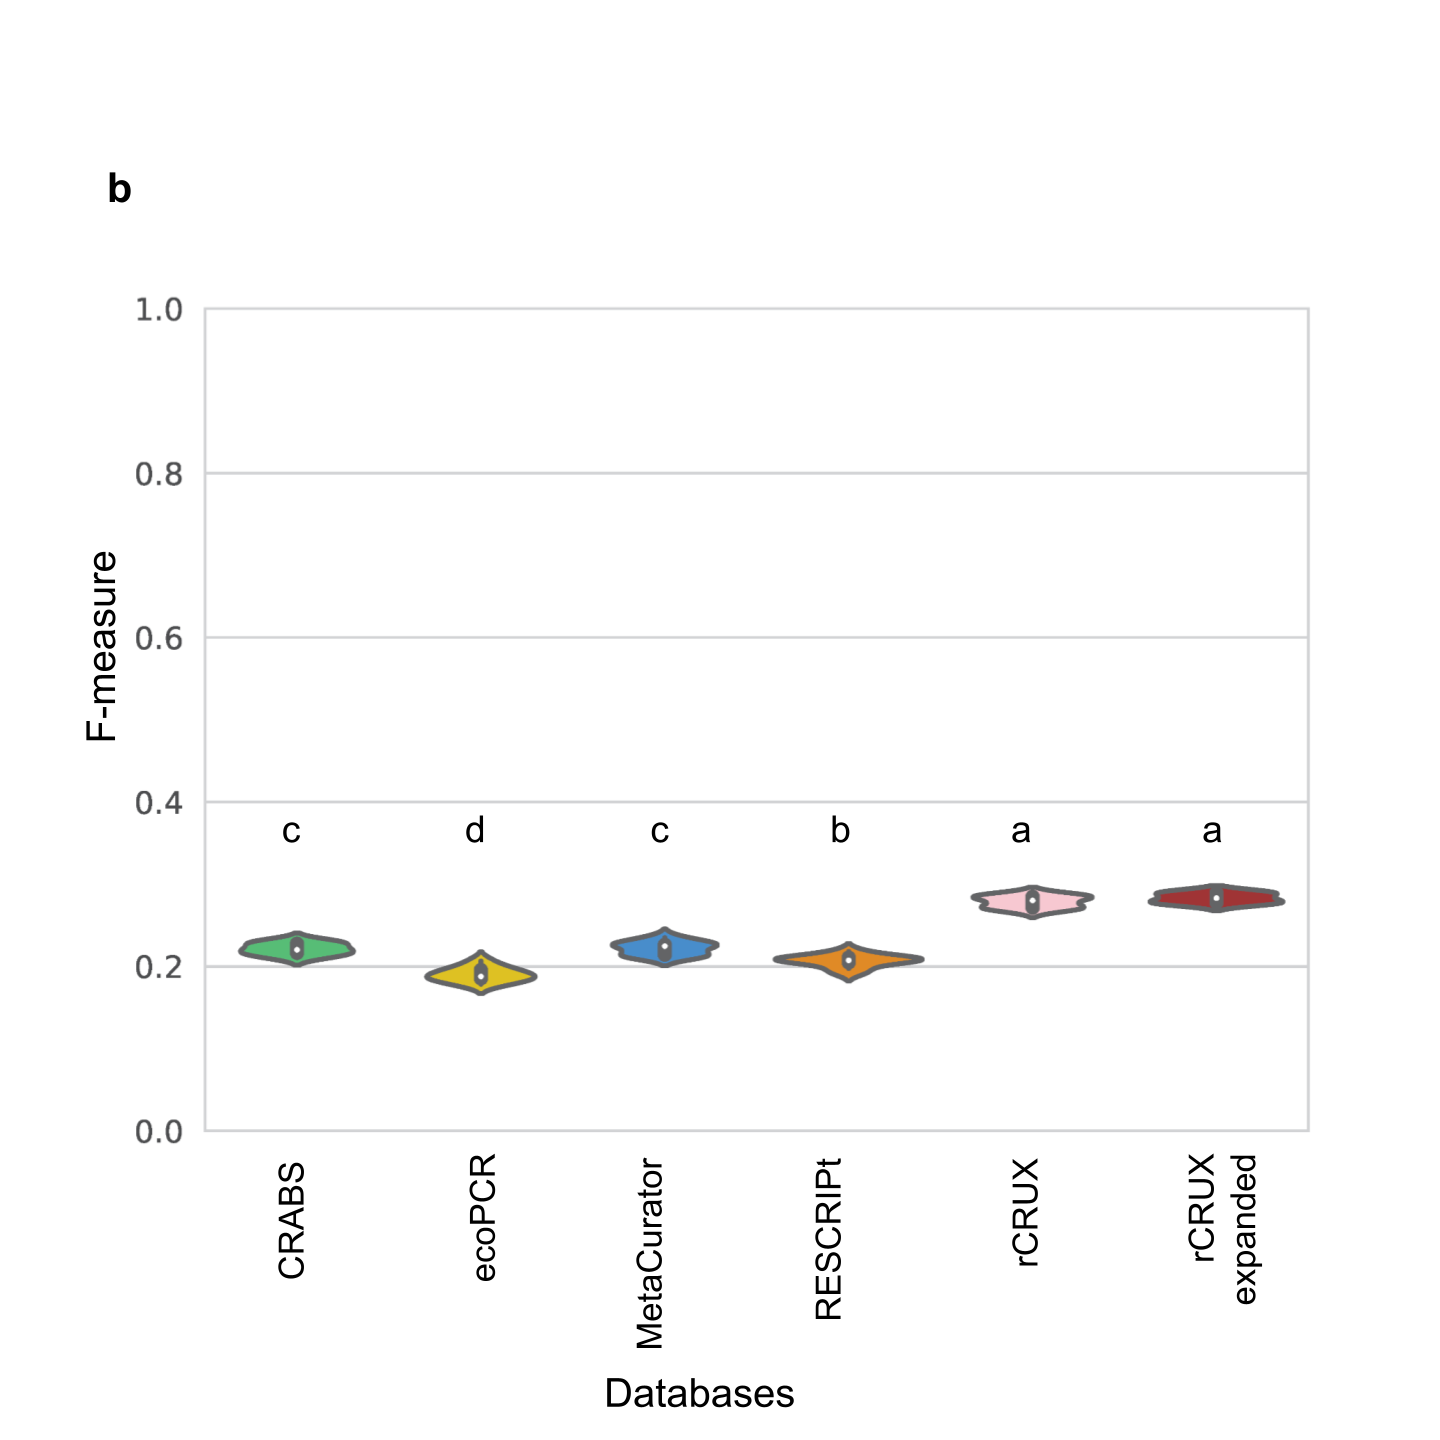 b
1.0
0.8
0.6
0.4
0.2
0.0
F-measure
c
d
c
b
a
a
CRABS
ecoPCR
MetaCurator
RESCRIPt
rCRUX
rCRUX
expanded
Databases